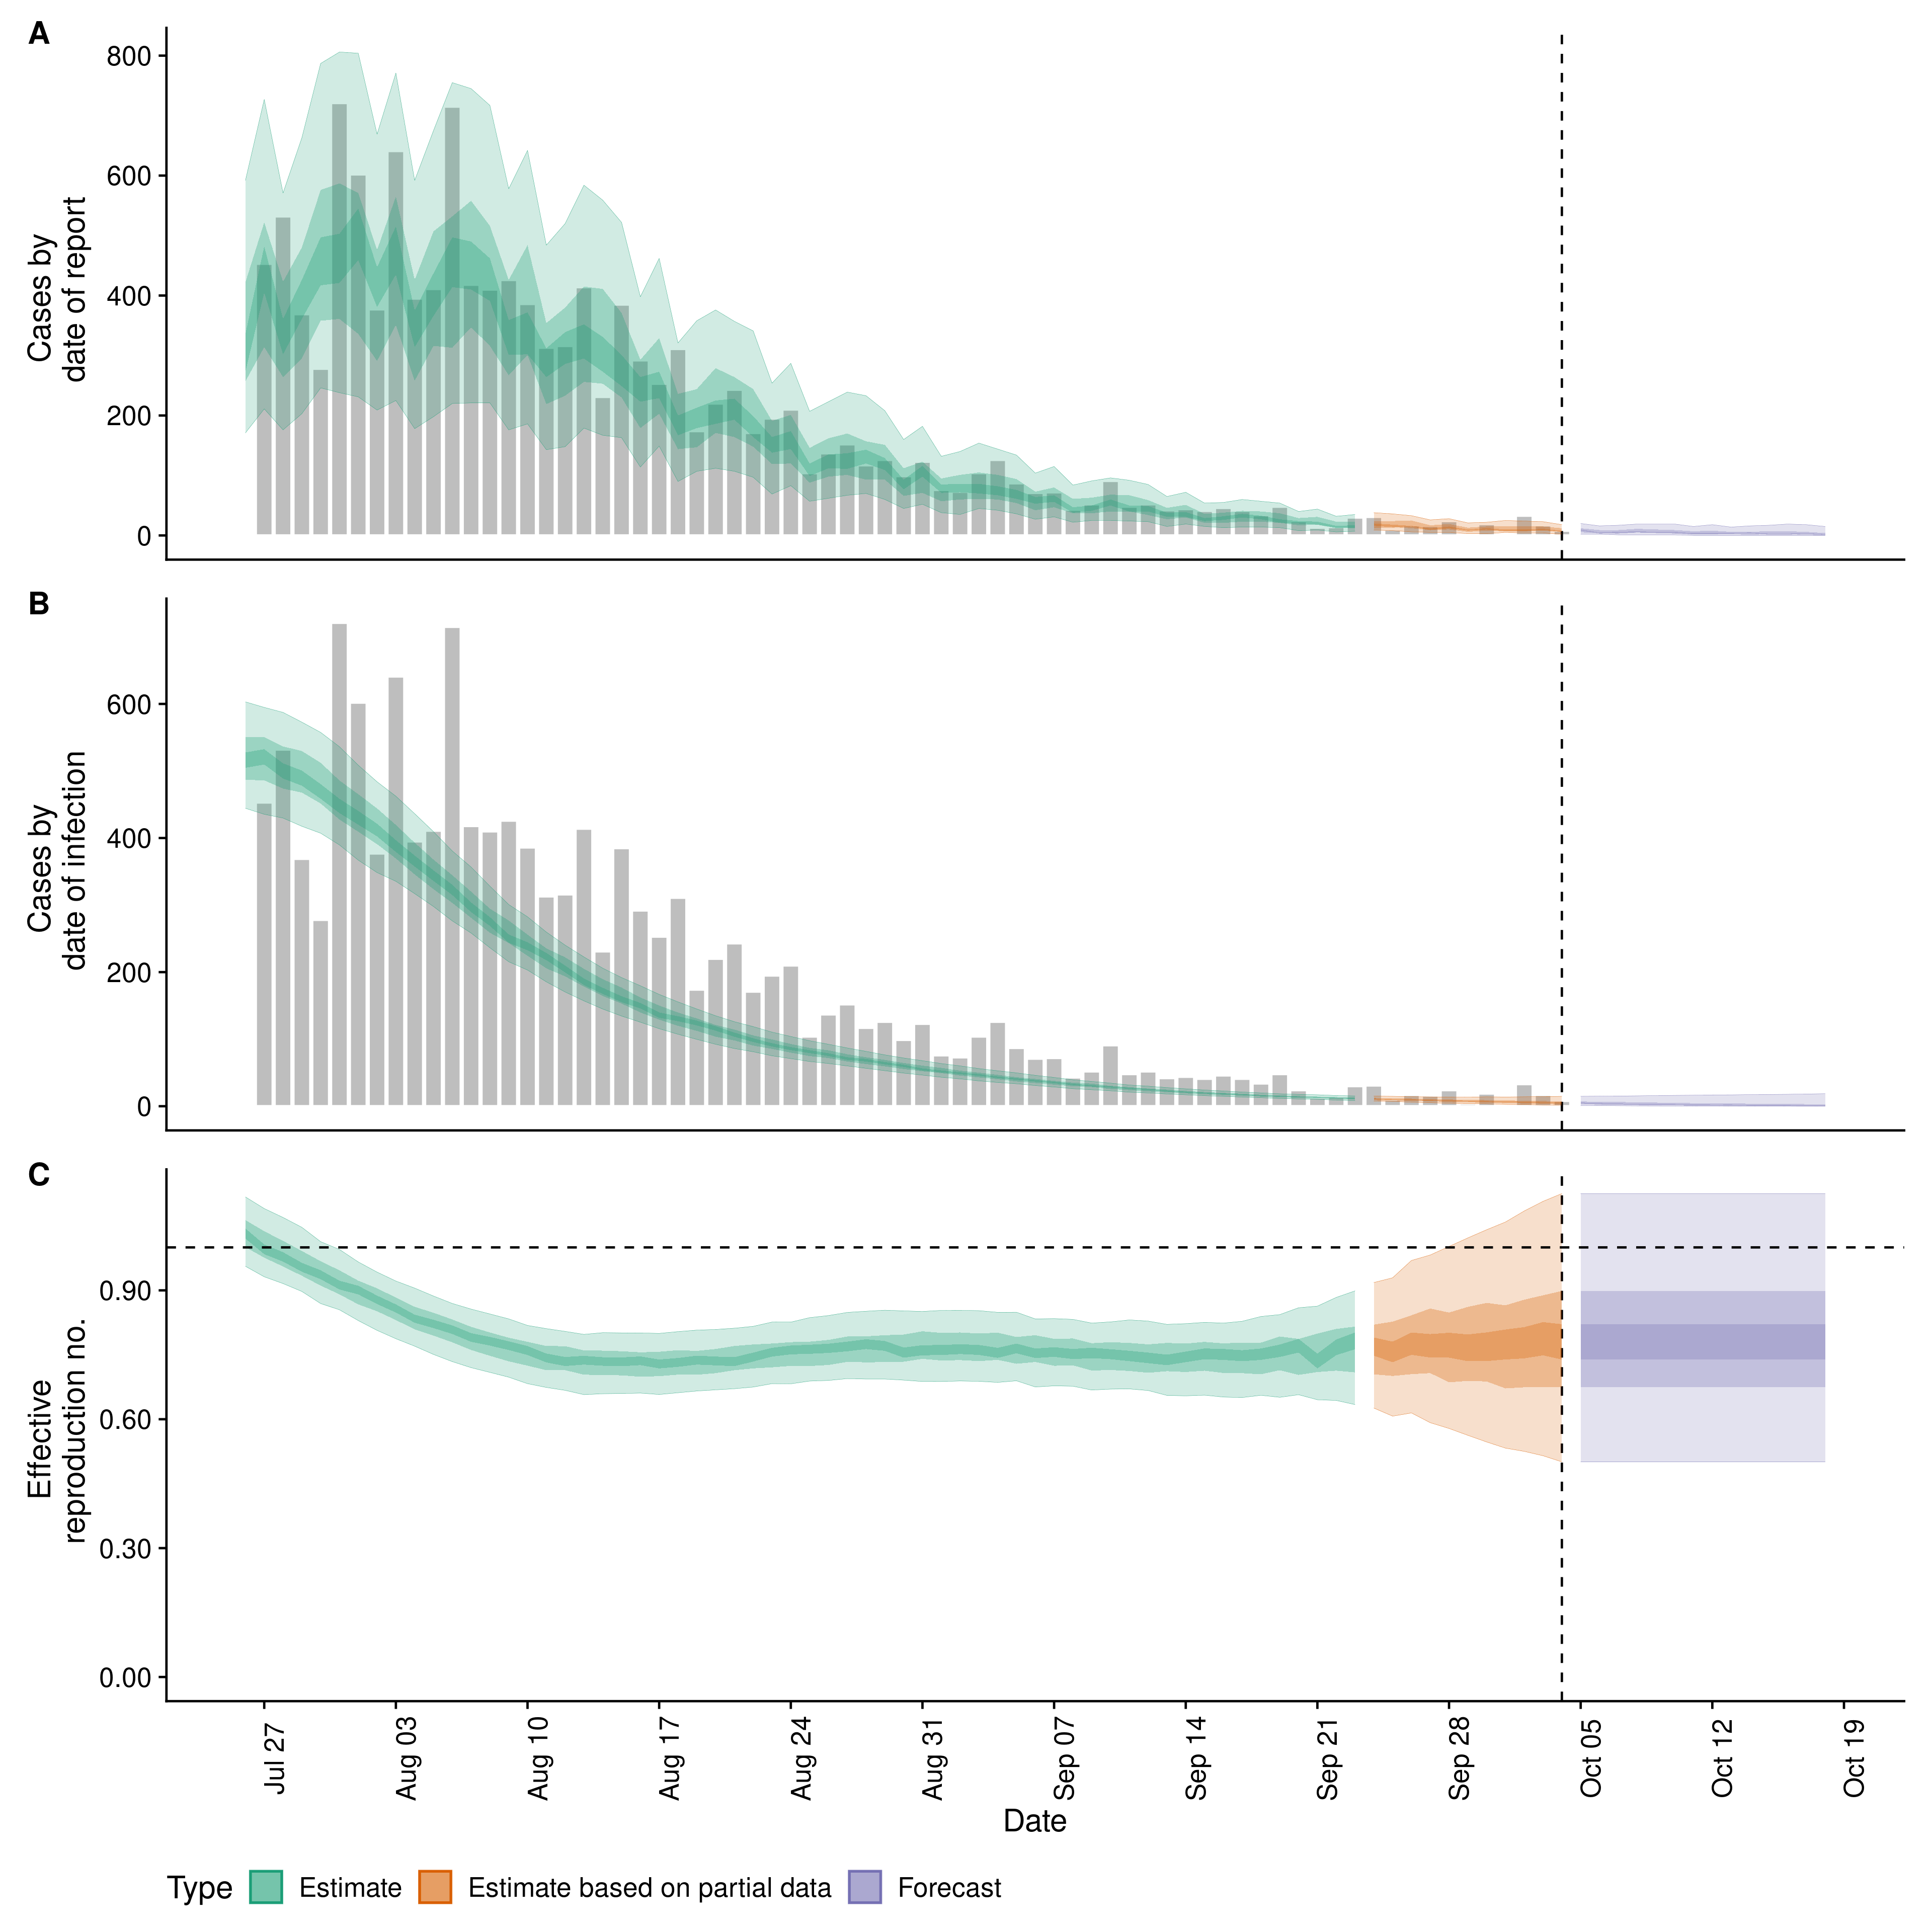 A
800
600
400
200
0
Cases by
date of report
B
600
400
200
0
Cases by
date of infection
C
0.90
0.60
0.30
0.00
Effective
reproduction no.
Jul 27
Aug 03
Aug 10
Aug 17
Aug 24
Aug 31
Sep 07
Sep 14
Sep 21
Sep 28
Oct 05
Oct 12
Oct 19
Date
Type Estimate Estimate based on partial data Forecast